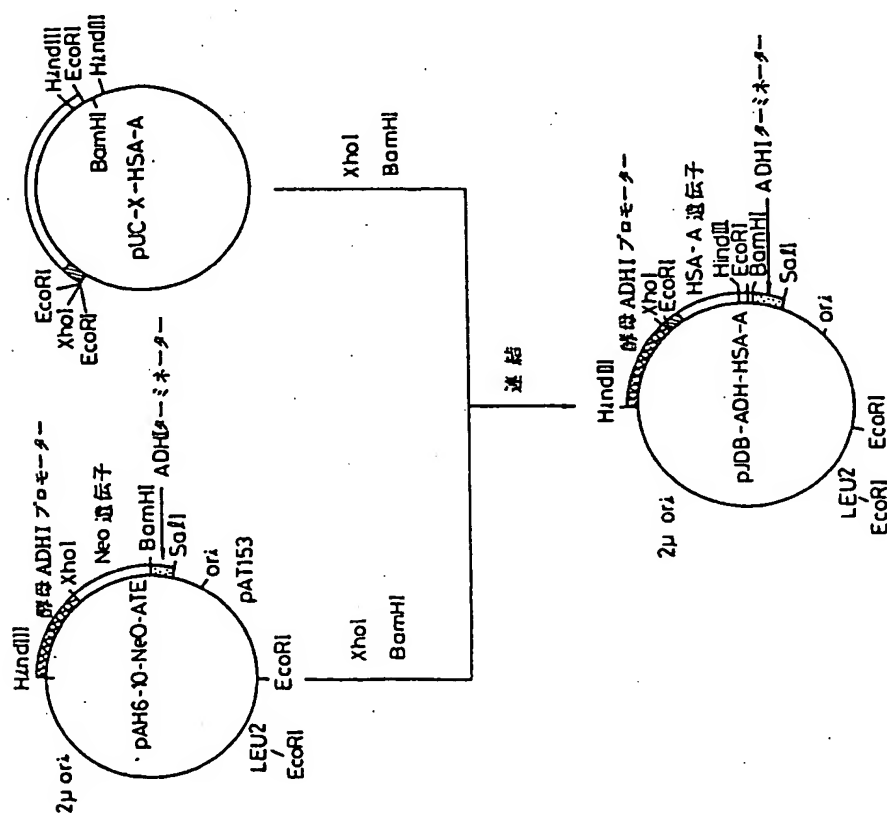 HindIII
酵母 ADHI プロモーター
XhoI
Neo 遺伝子
BamHI
ADHIターミネーター
SalI
ori
pAT153
EcoRI
LEU2
EcoRI
2μ ori
pAH6-10-NeO-ATE
EcoRI
XhoI
EcoRI
HindIII
EcoRI
BamHI
HindIII
pUC-X-HSA-A
XhoI
BamHI
XhoI
BamHI
連結
HindIII
酵母 ADHI プロモーター
XhoI
EcoRI
HSA-A 遺伝子
HindIII
EcoRI
BamHI
ADHIターミネーター
SalI
ori
EcoRI
LEU2
EcoRI
2μ ori
pJDB-ADH-HSA-A